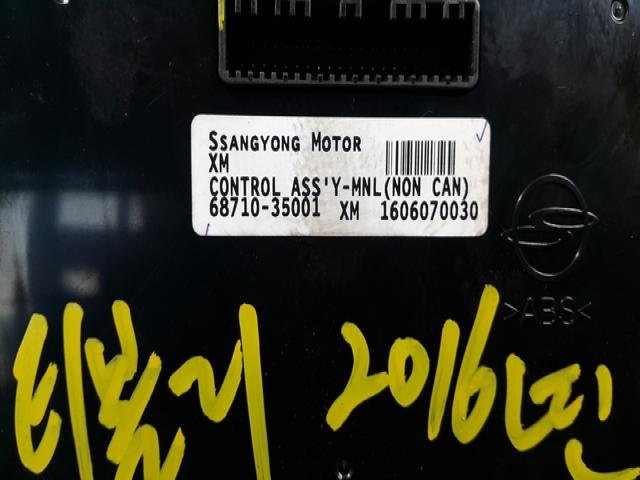 SSANGYONG MOTOR
XM
CONTROL ASS'Y-MNL(NON CAN)
68710-35001 XM 1606070030
>ABS<
티볼리 2016년